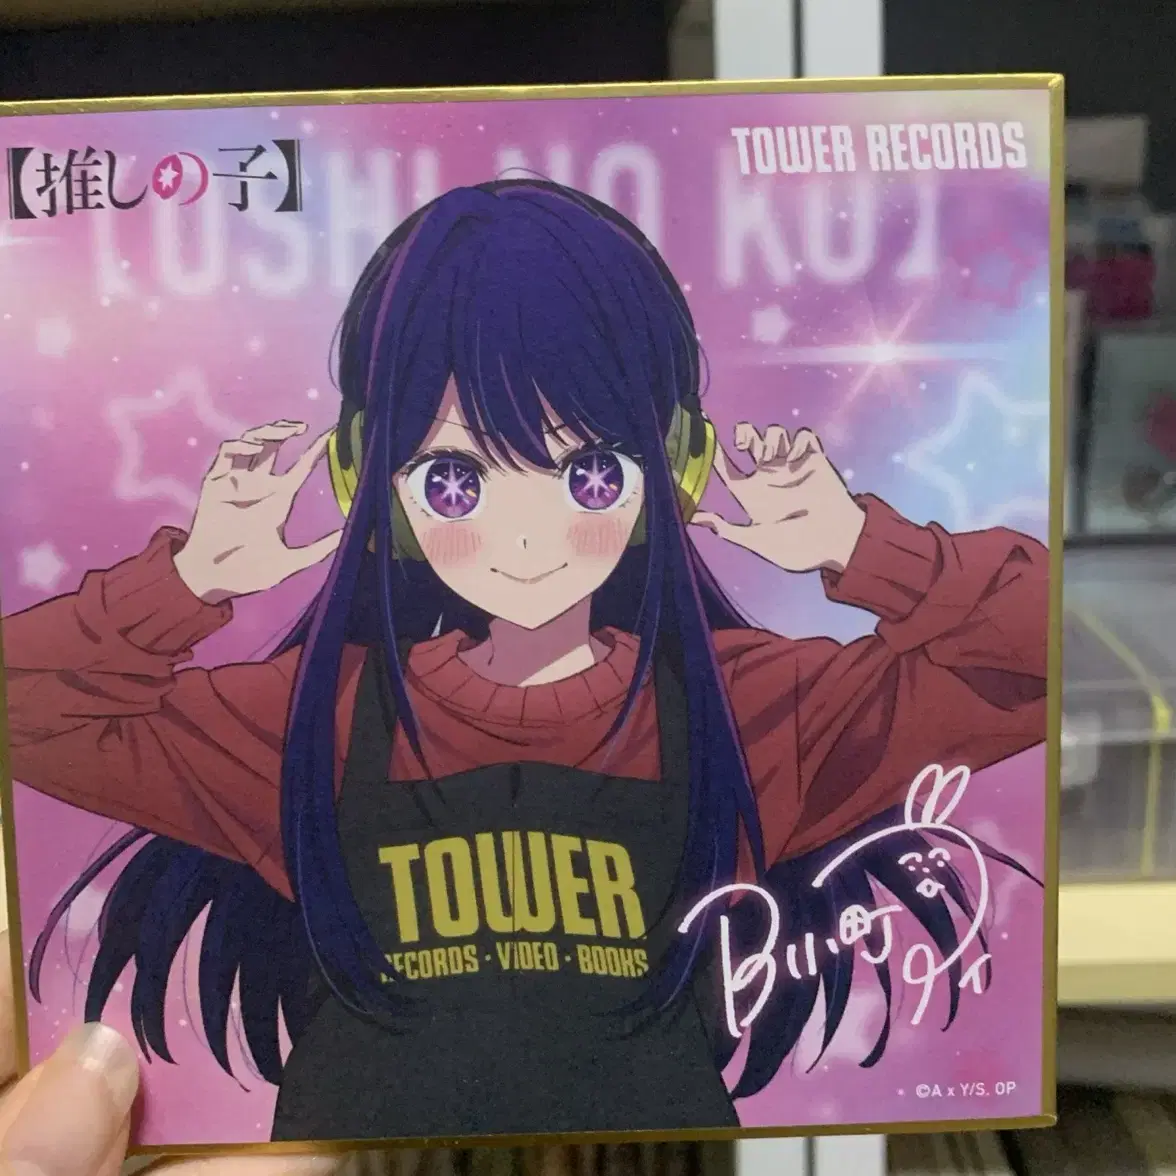 【推しの子】
TOWER RECORDS
[OSHI NO KO]
TOWER
RECORDS・VIDEO・BOOKS
B小町
アイ
©A x Y/S, OP